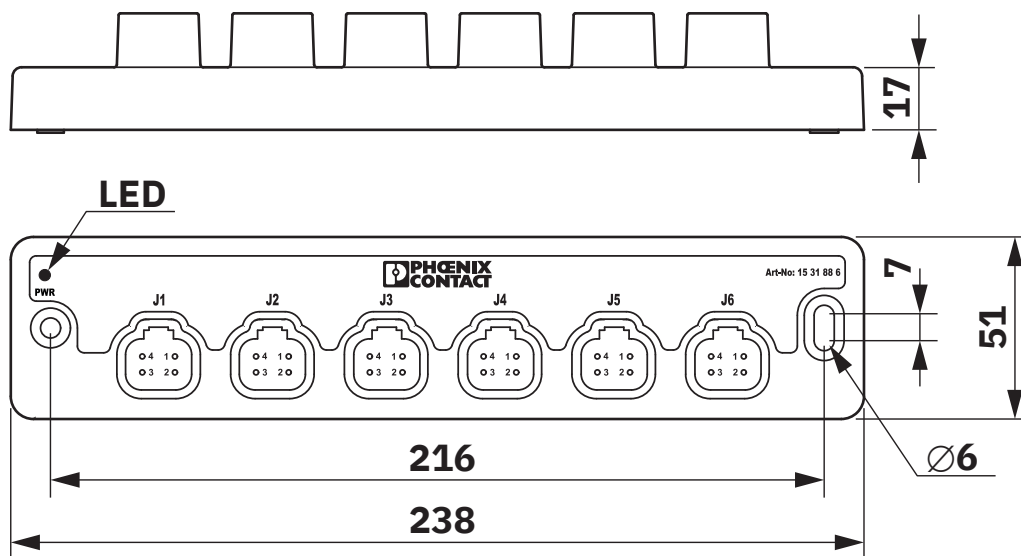 17
LED
PHŒNIX
CONTACT
Art-No: 15 31 88 6
PWR
7
51
J1 J2 J3 J4 J5 J6
4 1 4 1 4 1 4 1 4 1 4 1
3 2 3 2 3 2 3 2 3 2 3 2
216
∅6
238